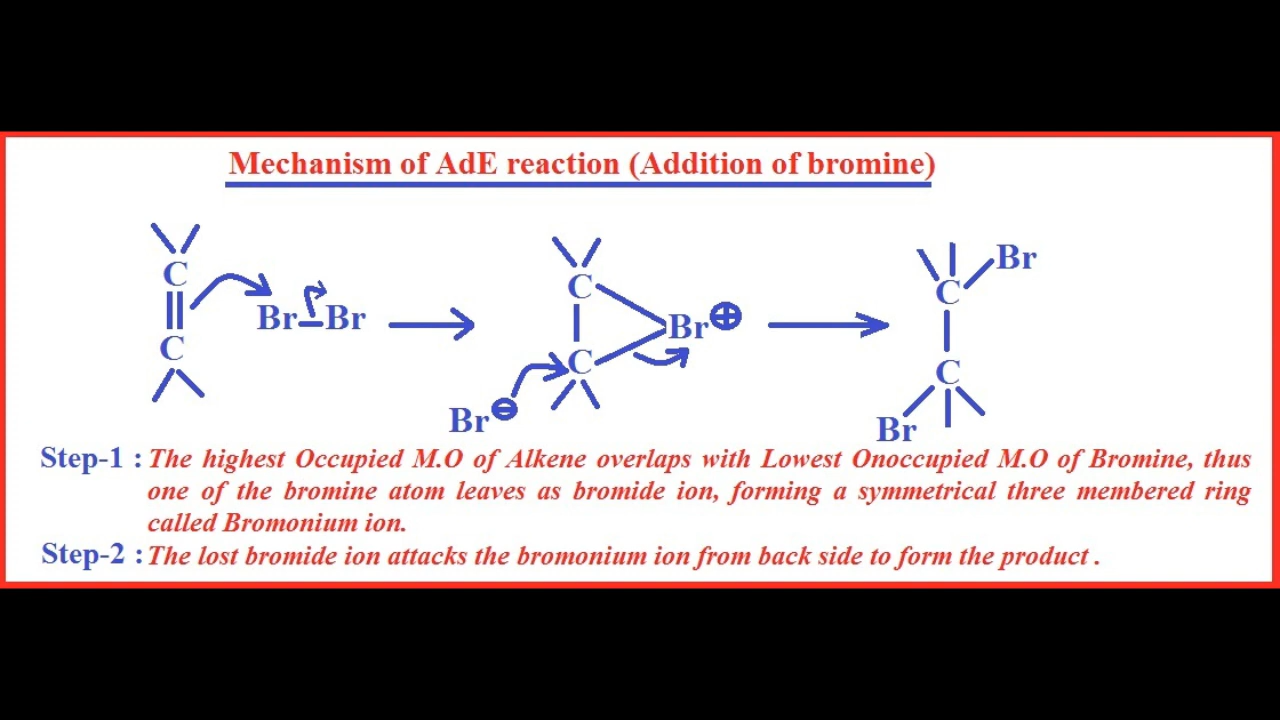 Mechanism of AdE reaction (Addition of bromine)
C
C
Br Br
C
C
Br ⊕
Br ⊖
C
Br
C
Br
Step-1 : The highest Occupied M.O of Alkene overlaps with Lowest Onoccupied M.O of Bromine, thus
one of the bromine atom leaves as bromide ion, forming a symmetrical three membered ring
called Bromonium ion.
Step-2 : The lost bromide ion attacks the bromonium ion from back side to form the product .